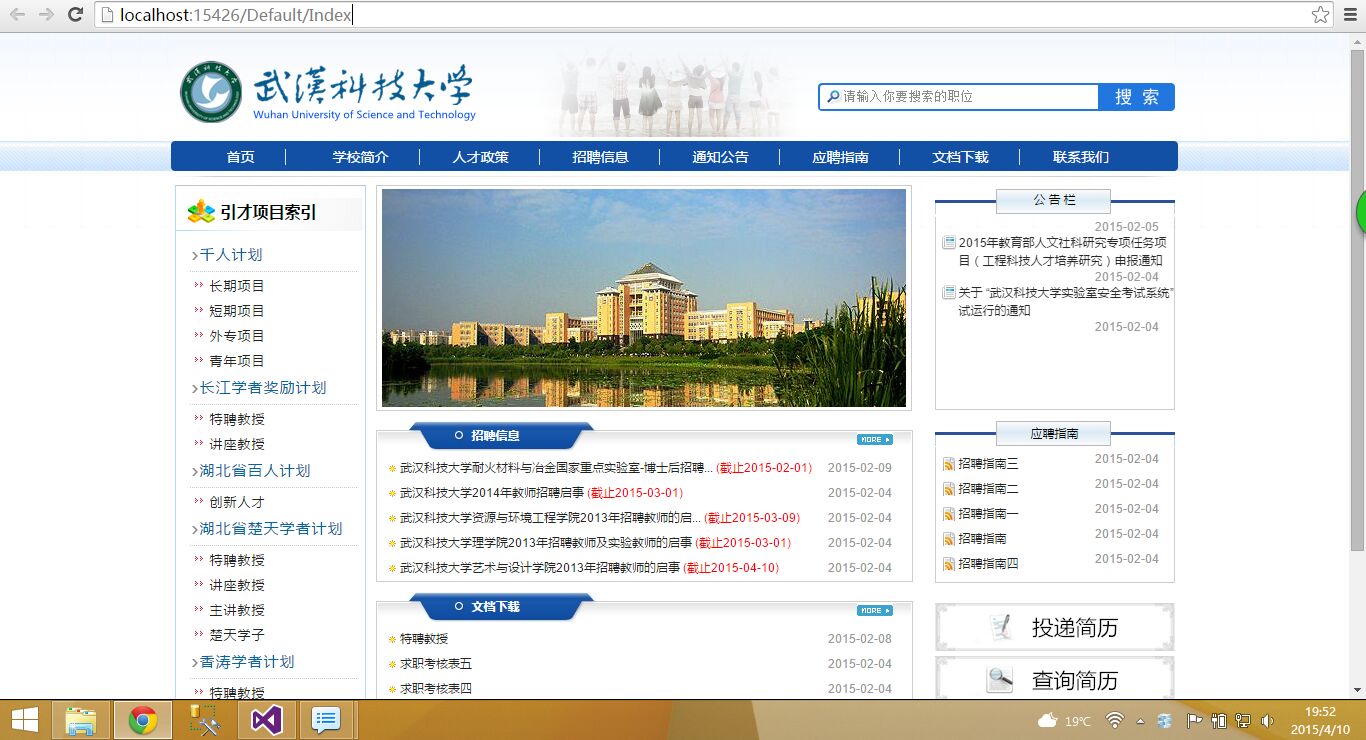 localhost:15426/Default/Index
武漢科技大学
Wuhan University of Science and Technology
请输入你要搜索的职位
搜 索
首页 学校简介 人才政策 招聘信息 通知公告 应聘指南 文档下载 联系我们
引才项目索引
千人计划
长期项目
短期项目
外专项目
青年项目
长江学者奖励计划
特聘教授
讲座教授
湖北省百人计划
创新人才
湖北省楚天学者计划
特聘教授
讲座教授
主讲教授
楚天学子
香涛学者计划
特聘教授
招聘信息
MORE
武汉科技大学耐火材料与冶金国家重点实验室-博士后招聘... (截止2015-02-01) 2015-02-09
武汉科技大学2014年教师招聘启事 (截止2015-03-01) 2015-02-04
武汉科技大学资源与环境工程学院2013年招聘教师的启... (截止2015-03-09) 2015-02-04
武汉科技大学理学院2013年招聘教师及实验教师的启事 (截止2015-03-01) 2015-02-04
武汉科技大学艺术与设计学院2013年招聘教师的启事 (截止2015-04-10) 2015-02-04
文档下载
MORE
特聘教授 2015-02-08
求职考核表五 2015-02-04
求职考核表四 2015-02-04
公 告 栏
2015-02-05
2015年教育部人文社科研究专项任务项
目（工程科技人才培养研究）申报通知
2015-02-04
关于 “武汉科技大学实验室安全考试系统”
试运行的通知
2015-02-04
应聘指南
招聘指南三 2015-02-04
招聘指南二 2015-02-04
招聘指南一 2015-02-04
招聘指南 2015-02-04
招聘指南四 2015-02-04
投递简历
查询简历
19°C
19:52
2015/4/10